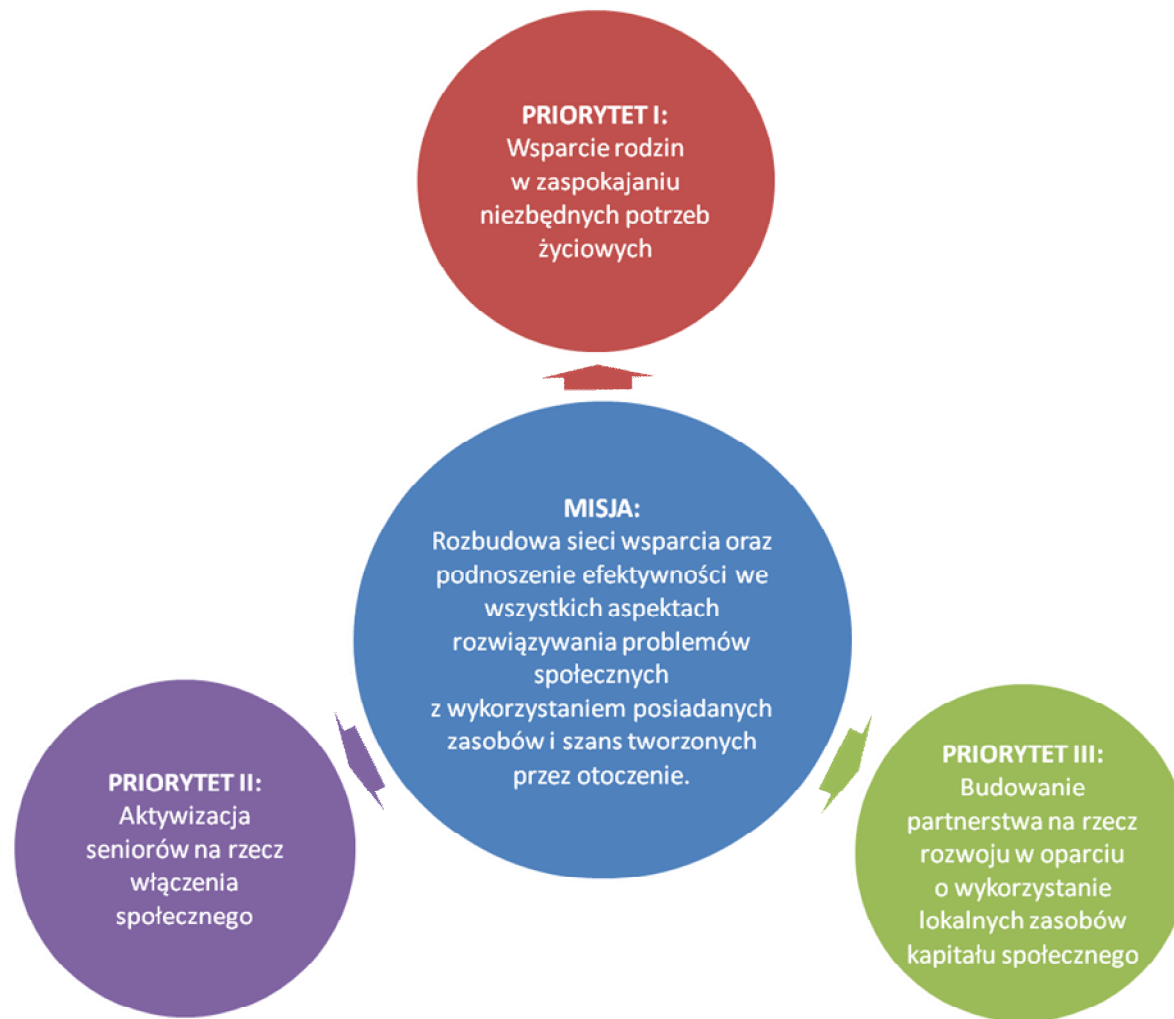 PRIORYTET I:
Wsparcie rodzin
w zaspokajaniu
niezbędnych potrzeb
życiowych
MISJA:
Rozbudowa sieci wsparcia oraz
podnoszenie efektywności we
wszystkich aspektach
rozwiązywania problemów
społecznych
z wykorzystaniem posiadanych
zasobów i szans tworzonych
przez otoczenie.
PRIORYTET II:
Aktywizacja
seniorów na rzecz
włączenia
społecznego
PRIORYTET III:
Budowanie
partnerstwa na rzecz
rozwoju w oparciu
o wykorzystanie
lokalnych zasobów
kapitału społecznego